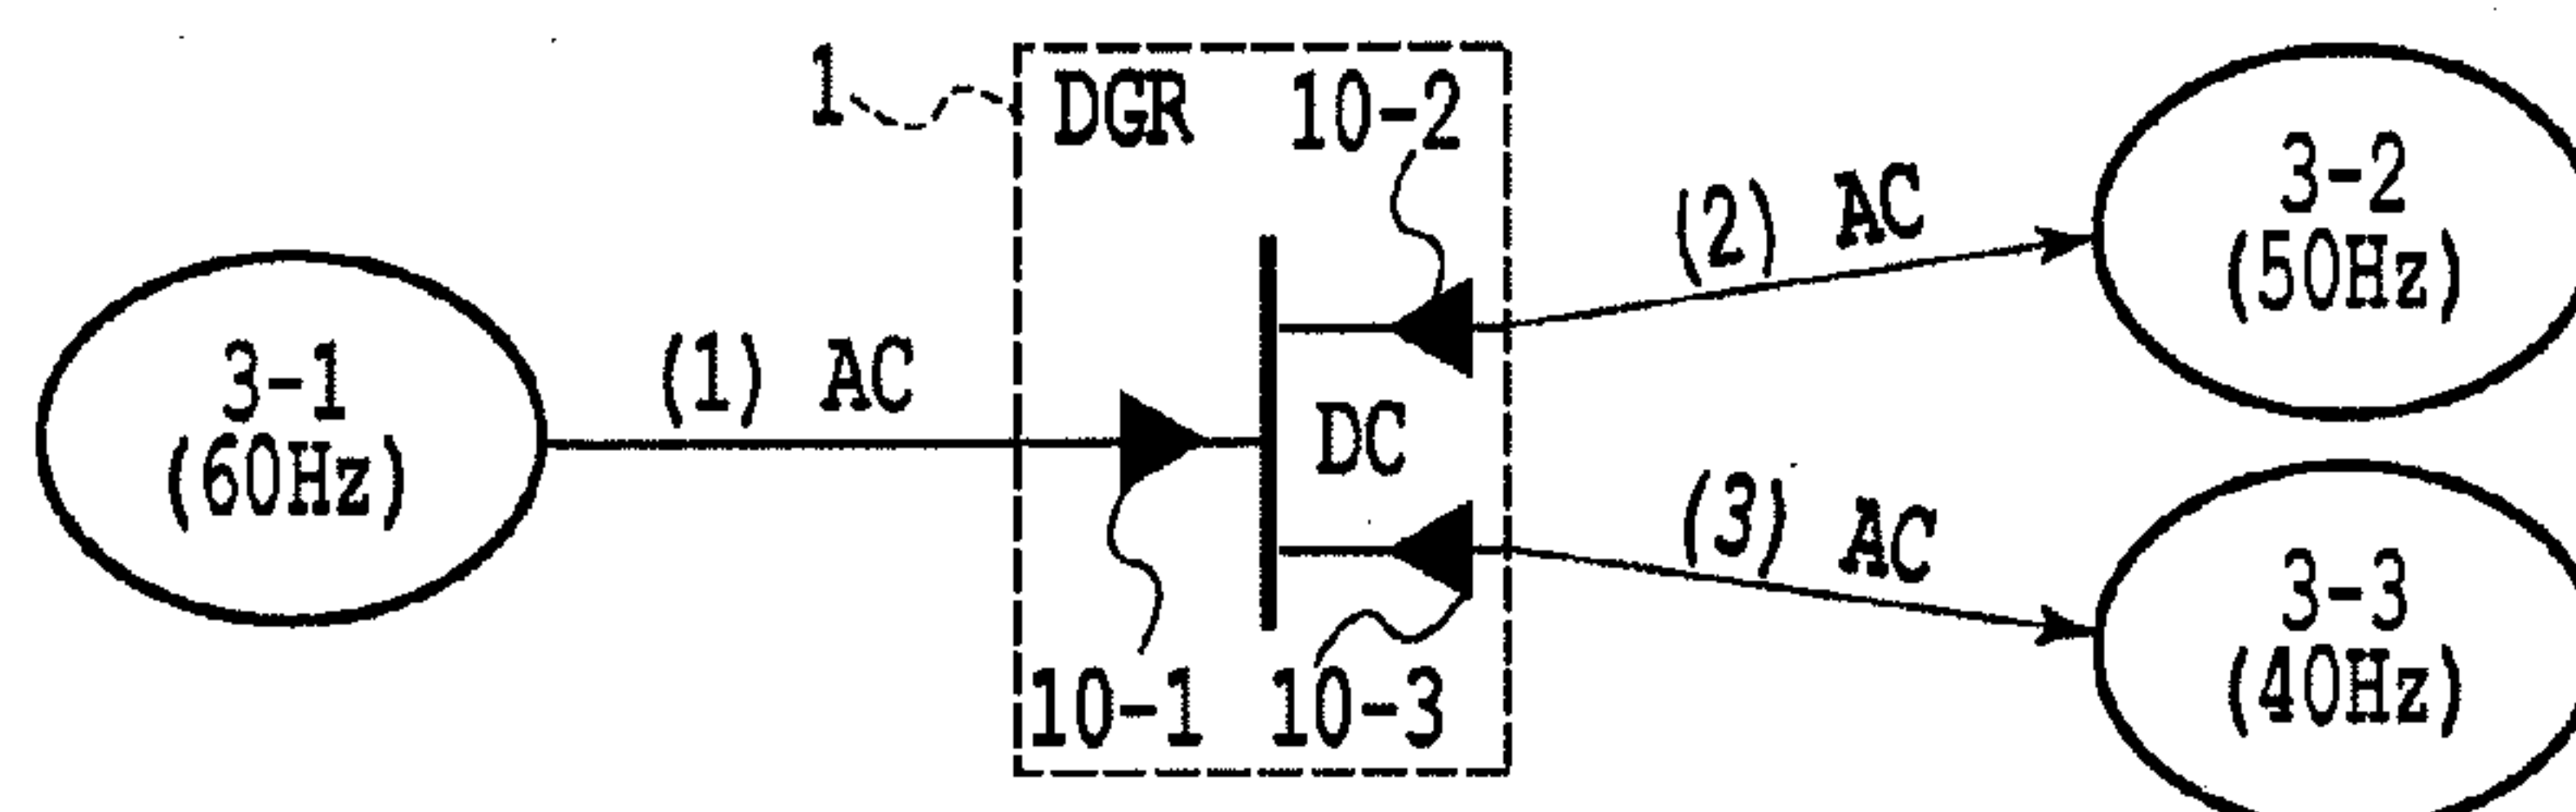 1
DGR
10-2
3-1
(60Hz)
(1) AC
DC
10-1
10-3
(2) AC
3-2
(50Hz)
(3) AC
3-3
(40Hz)